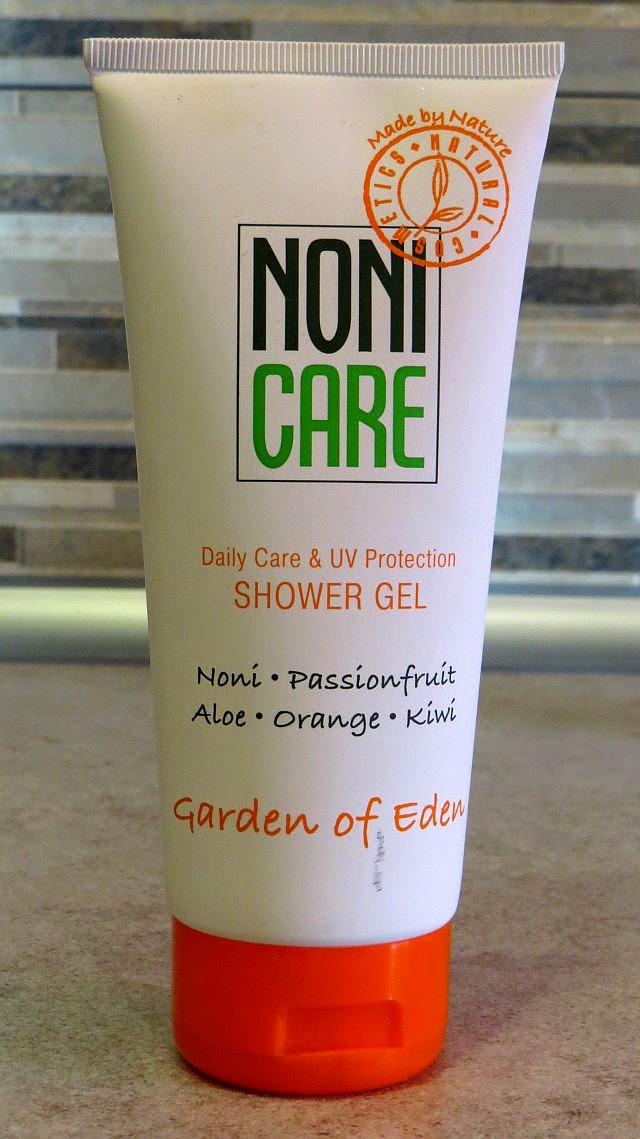 Made by Nature
NATURAL • COSMETICS •
NONI
CARE
Daily Care & UV Protection
SHOWER GEL
Noni • Passionfruit
Aloe • Orange • Kiwi
Garden of Eden